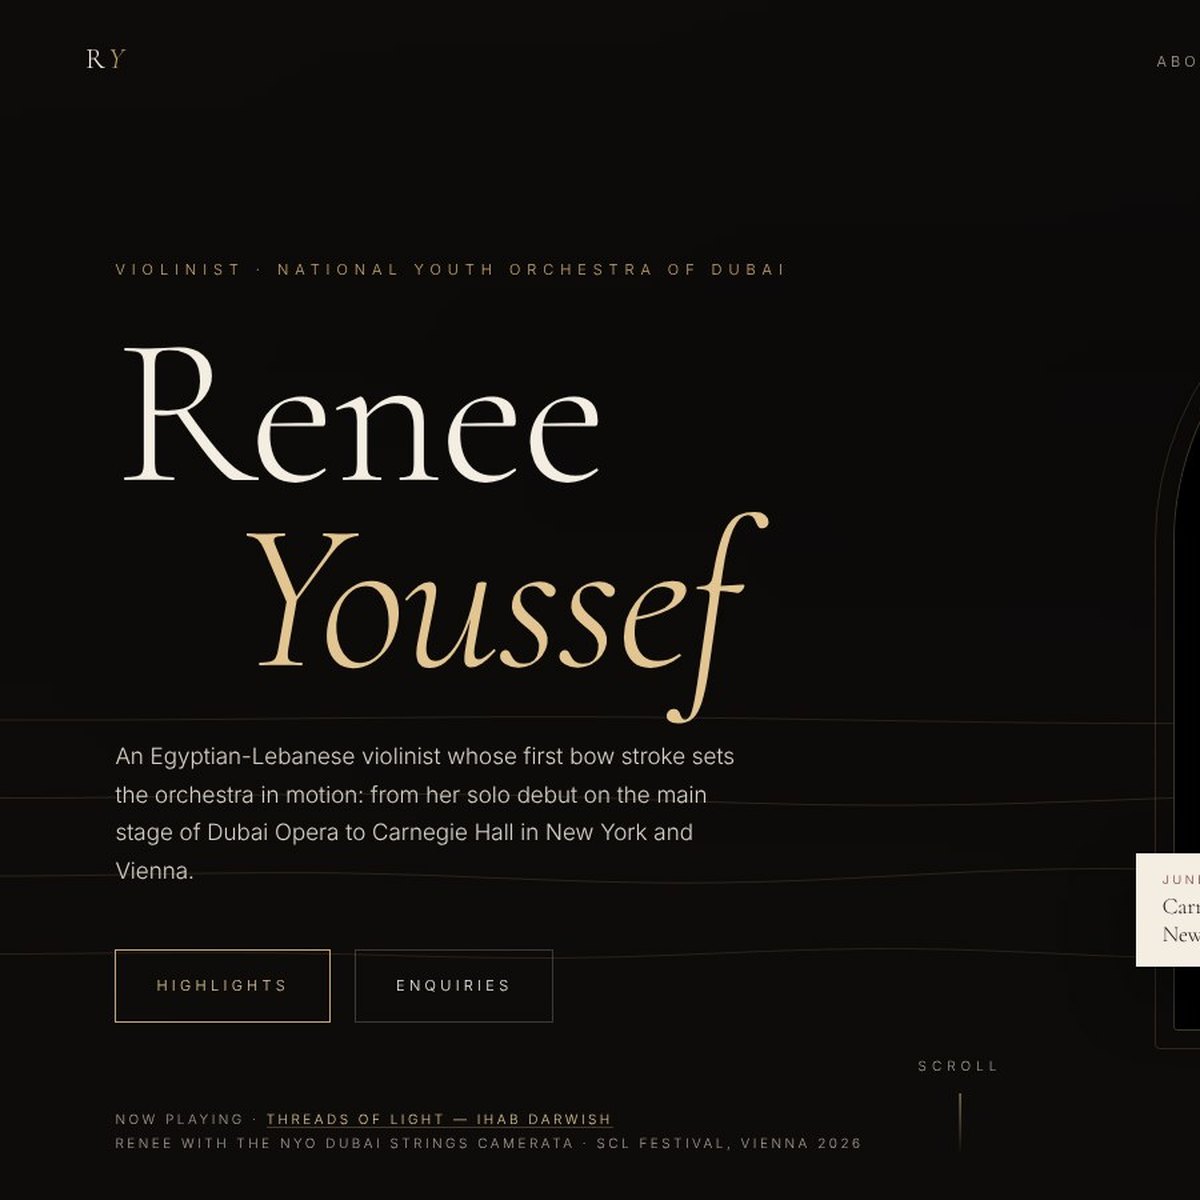 RY
VIOLINIST · NATIONAL YOUTH ORCHESTRA OF DUBAI
Renee
Youssef
An Egyptian-Lebanese violinist whose first bow stroke sets
the orchestra in motion: from her solo debut on the main
stage of Dubai Opera to Carnegie Hall in New York and
Vienna.
HIGHLIGHTS
ENQUIRIES
New
SCROLL
NOW PLAYING · THREADS OF LIGHT — IHAB DARWISH
RENEE WITH THE NYO DUBAI STRINGS CAMERATA · SCL FESTIVAL, VIENNA 2026